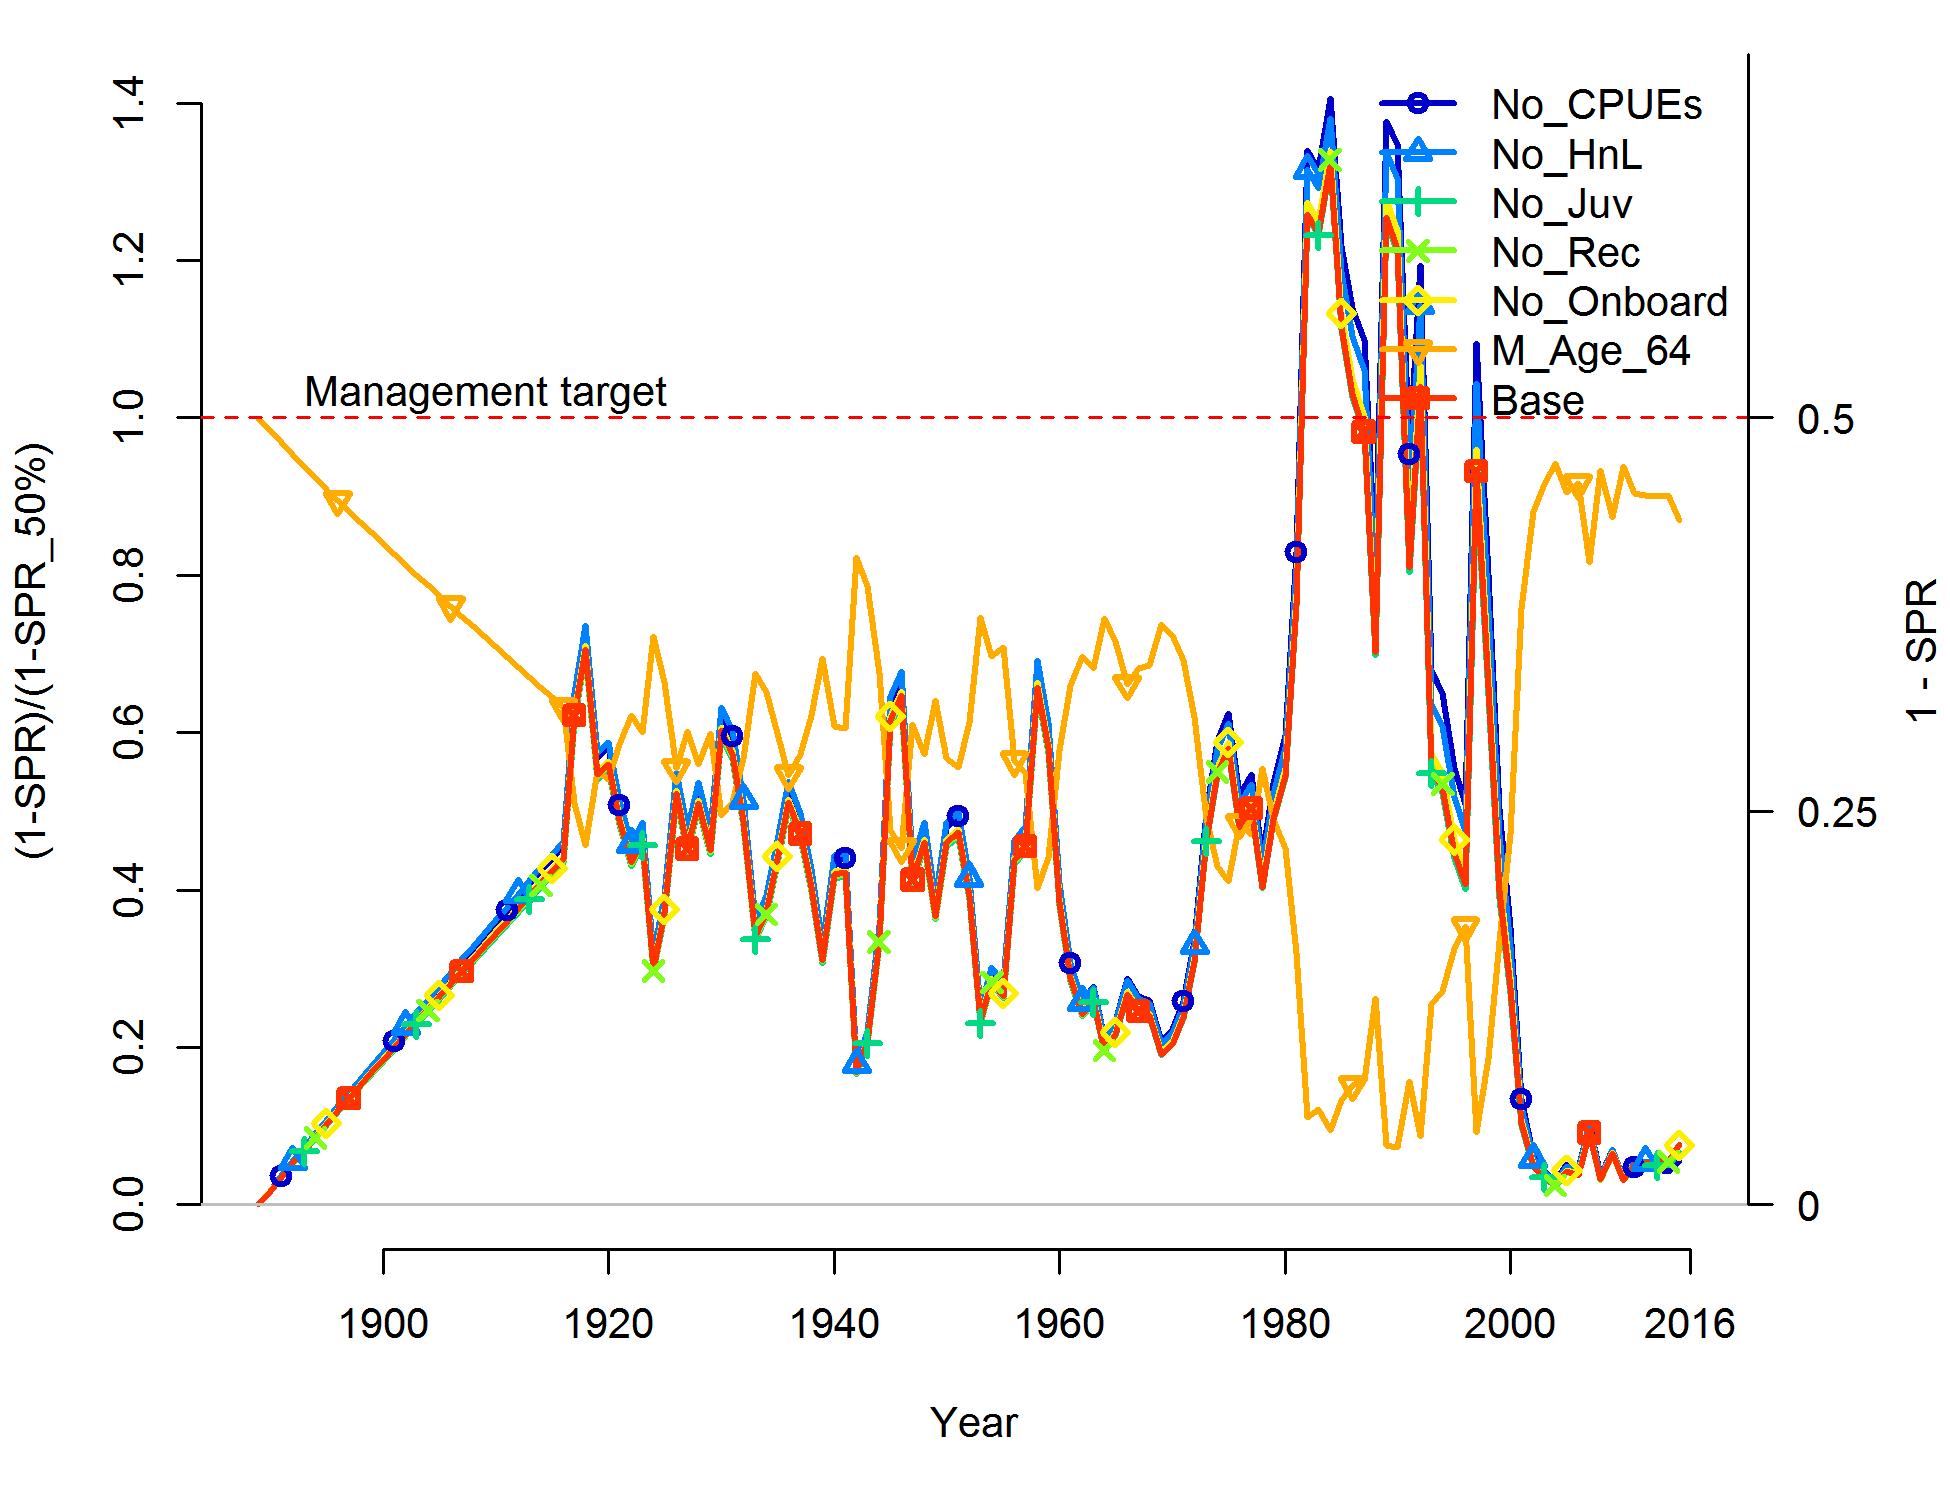 1.4
1.2
1.0
0.8
0.6
0.4
0.2
0.0
(1-SPR)/(1-SPR_50%)
Management target
No_CPUEs
No_HnL
No_Juv
No_Rec
No_Onboard
M_Age_64
Base
0.5
0.25
0
1 - SPR
1900 1920 1940 1960 1980 2000 2016
Year